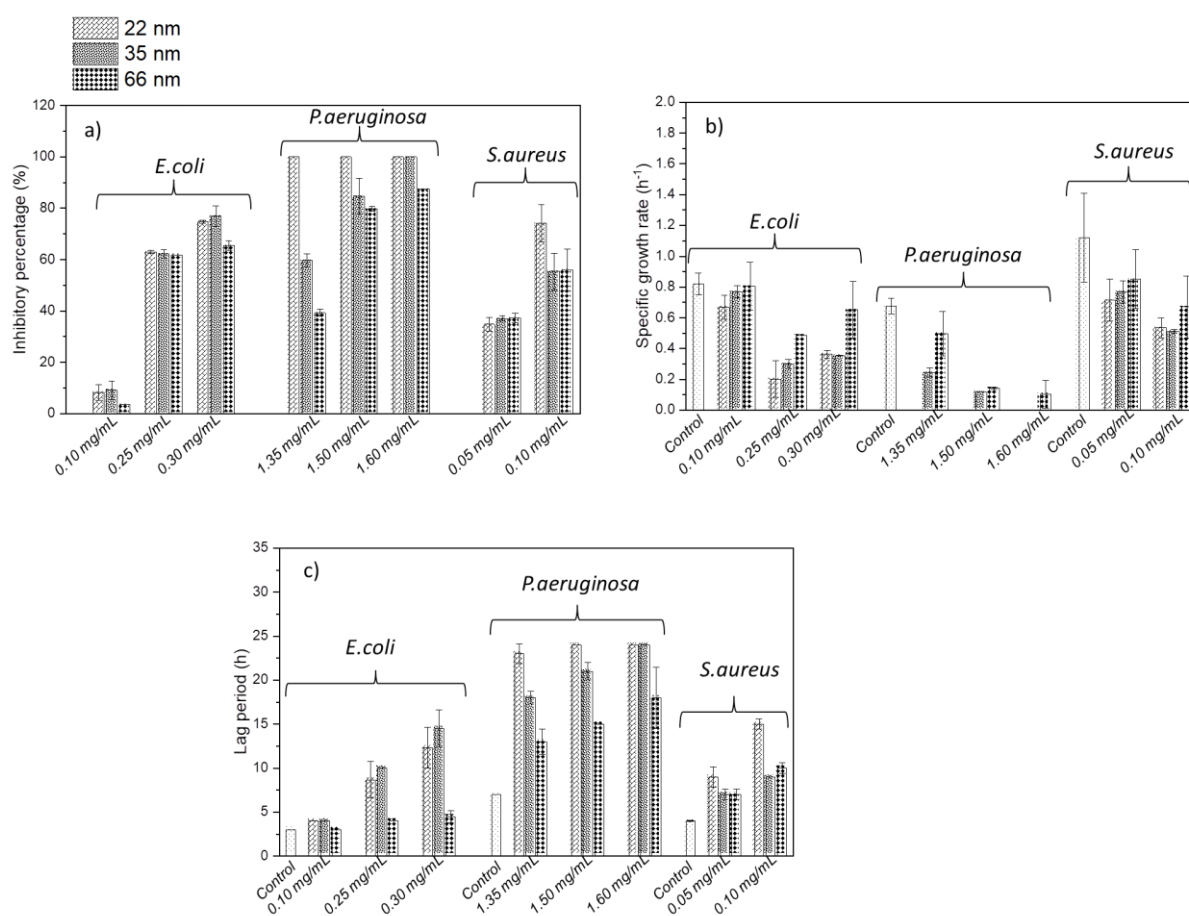 22 nm
35 nm
66 nm
a)
E.coli
P.aeruginosa
S.aureus
Inhibitory percentage (%)
120
100
80
60
40
20
0
0.10 mg/mL
0.25 mg/mL
0.30 mg/mL
1.35 mg/mL
1.50 mg/mL
1.60 mg/mL
0.05 mg/mL
0.10 mg/mL
b)
E.coli
P.aeruginosa
S.aureus
Specific growth rate (h-1)
2.0
1.8
1.6
1.4
1.2
1.0
0.8
0.6
0.4
0.2
0.0
Control
0.10 mg/mL
0.25 mg/mL
0.30 mg/mL
Control
1.35 mg/mL
1.50 mg/mL
1.60 mg/mL
Control
0.05 mg/mL
0.10 mg/mL
c)
E.coli
P.aeruginosa
S.aureus
Lag period (h)
35
30
25
20
15
10
5
0
Control
0.10 mg/mL
0.25 mg/mL
0.30 mg/mL
Control
1.35 mg/mL
1.50 mg/mL
1.60 mg/mL
Control
0.05 mg/mL
0.10 mg/mL